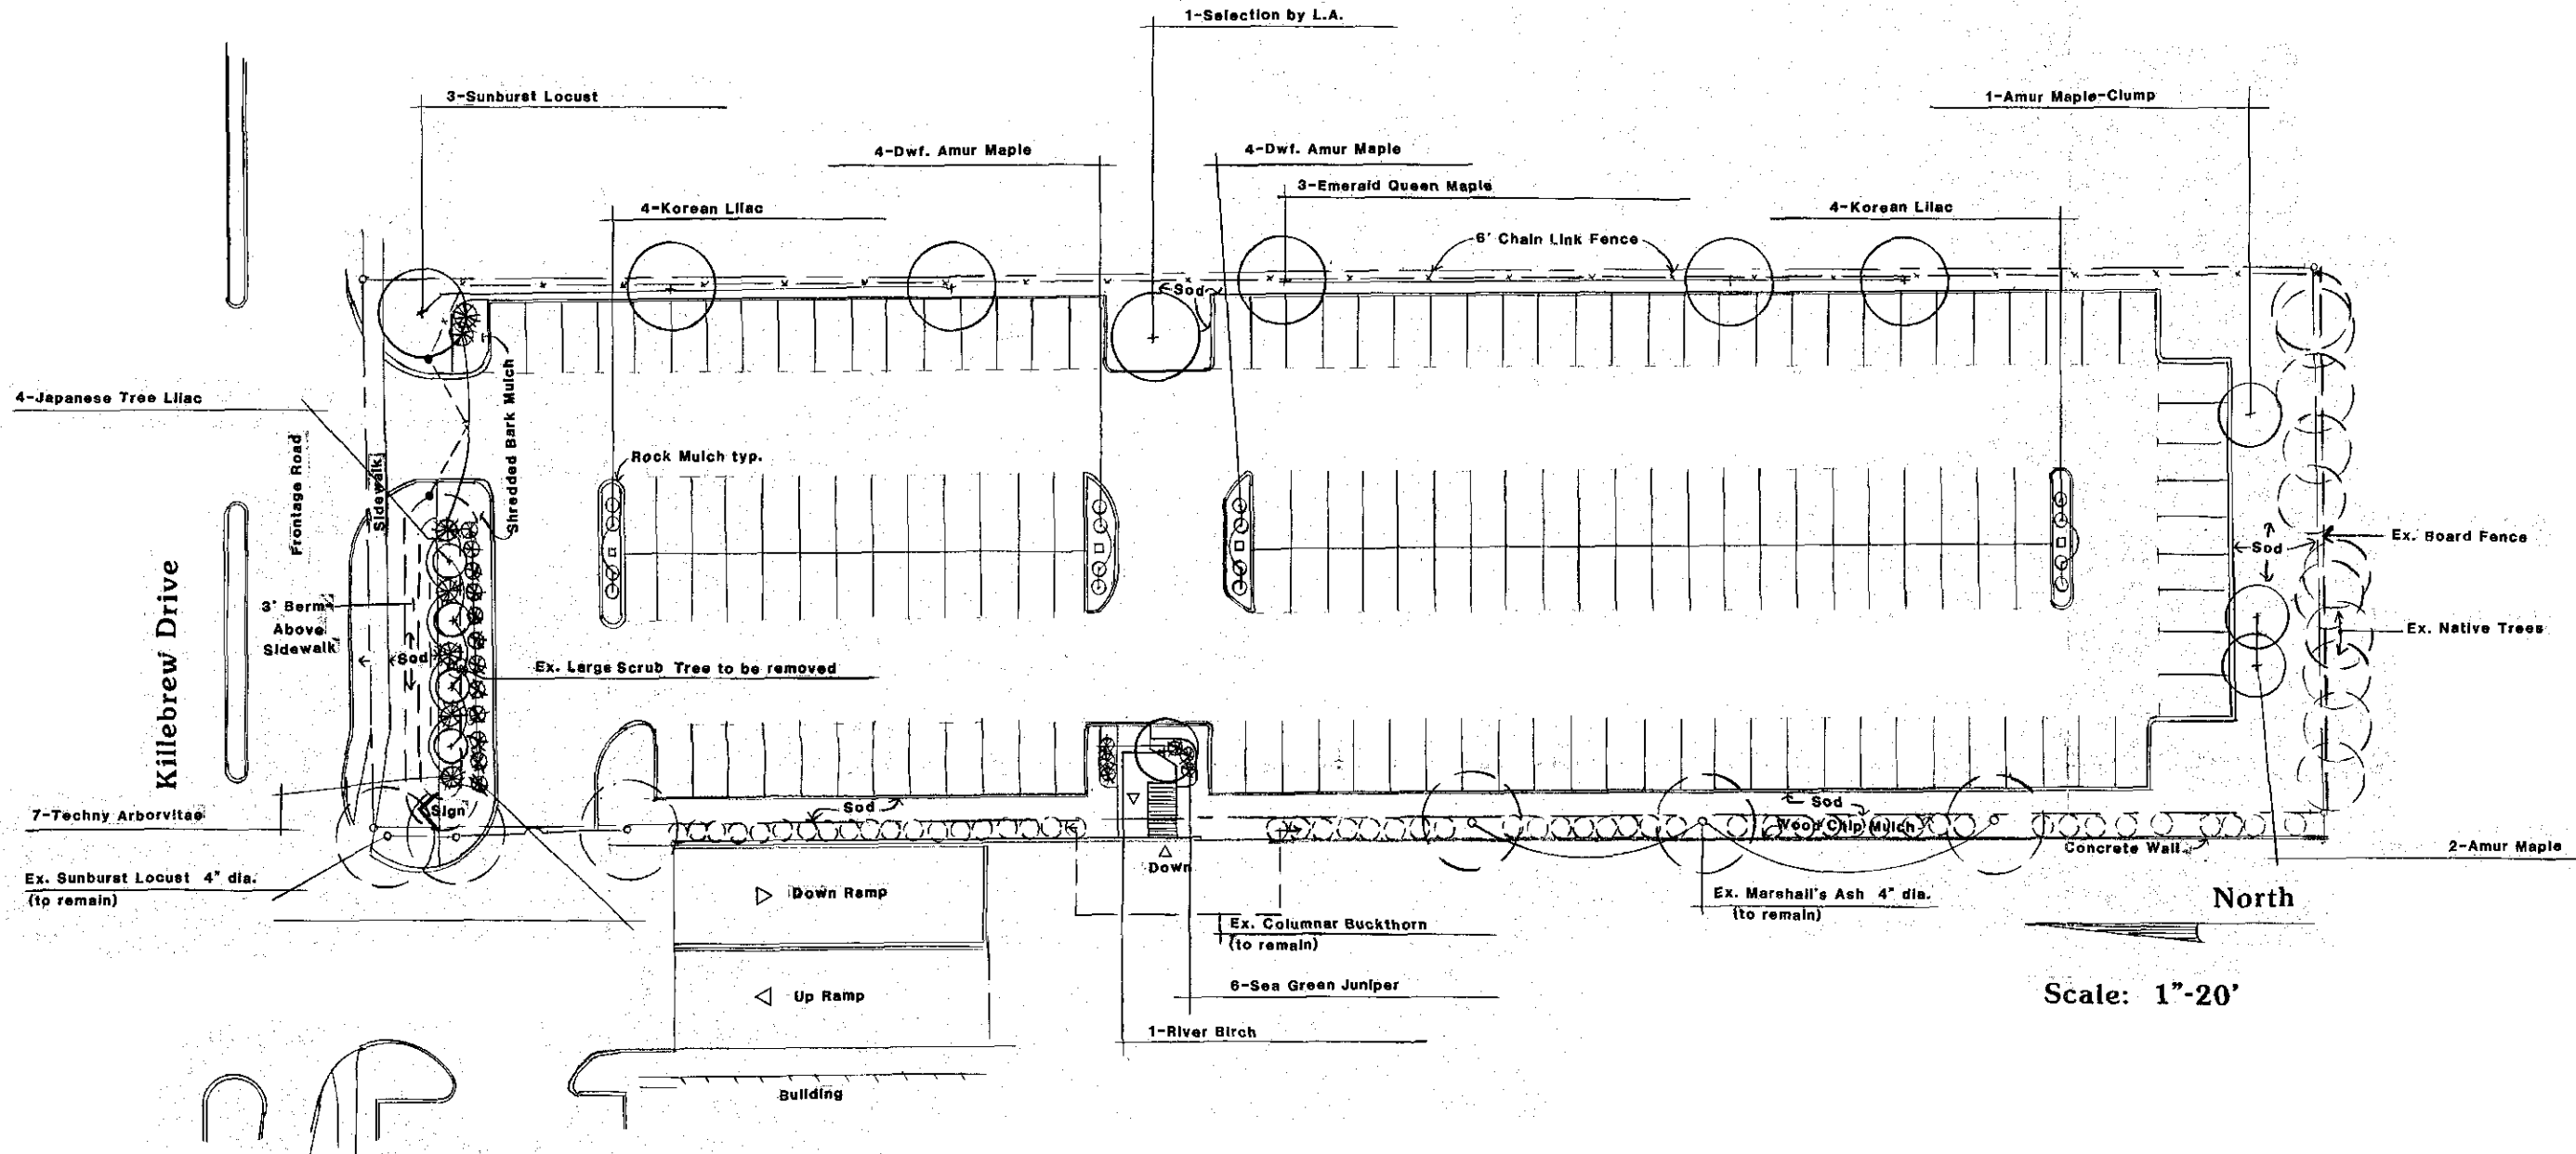 1-Selection by L.A.
3-Sunburst Locust
1-Amur Maple-Clump
4-Dwf. Amur Maple
4-Dwf. Amur Maple
3-Emerald Queen Maple
4-Korean Lilac
4-Korean Lilac
6' Chain Link Fence
Sod
4-Japanese Tree Lilac
Shredded Bark Mulch
Frontage Road
Sidewalk
Rock Mulch typ.
Ex. Board Fence
Sod
Killebrew Drive
3' Berm
Above
Sidewalk
Sod
Ex. Native Trees
Ex. Large Scrub Tree to be removed
7-Techny Arborvitae
Sign
Sod
Sod
Wood Chip Mulch
Concrete Wall
2-Amur Maple
Down
Ex. Sunburst Locust 4" dia.
(to remain)
Down Ramp
Ex. Marshall's Ash 4" dia.
(to remain)
North
Ex. Columnar Buckthorn
(to remain)
6-Sea Green Juniper
Up Ramp
Scale: 1"-20'
1-River Birch
Building